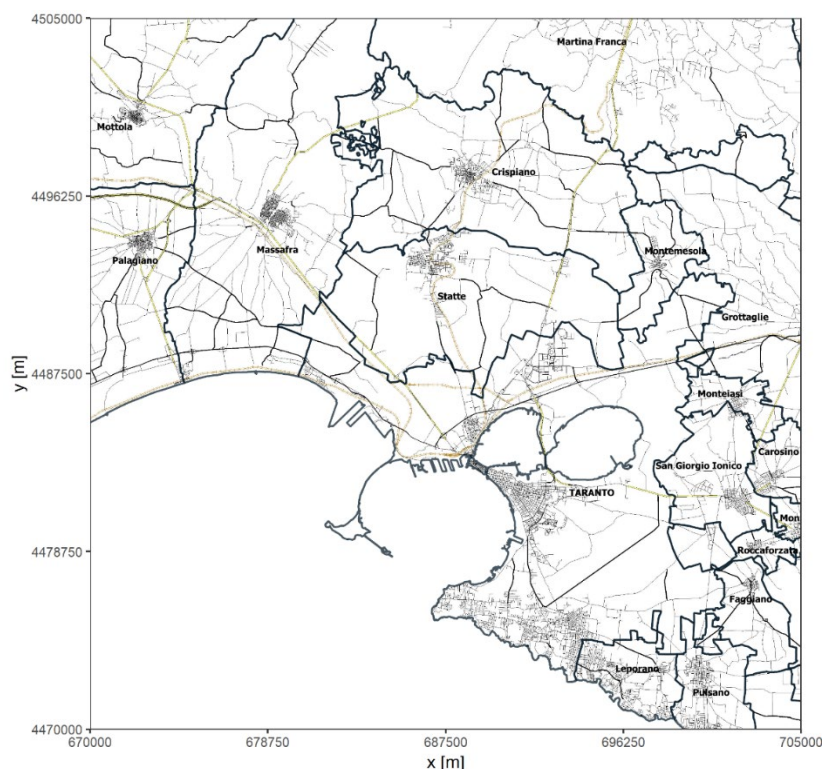 4505000
Martina Franca
Mottola
Crispiano
4496250
Massafra
Montemesola
Palagiano
Statte
Grottaglie
y [m]
4487500
Monteiasi
Carosino
San Giorgio Ionico
TARANTO
Mon
4478750
Roccaforzata
Faggiano
Leporano
Pulsano
4470000
670000
678750
687500
696250
705000
x [m]